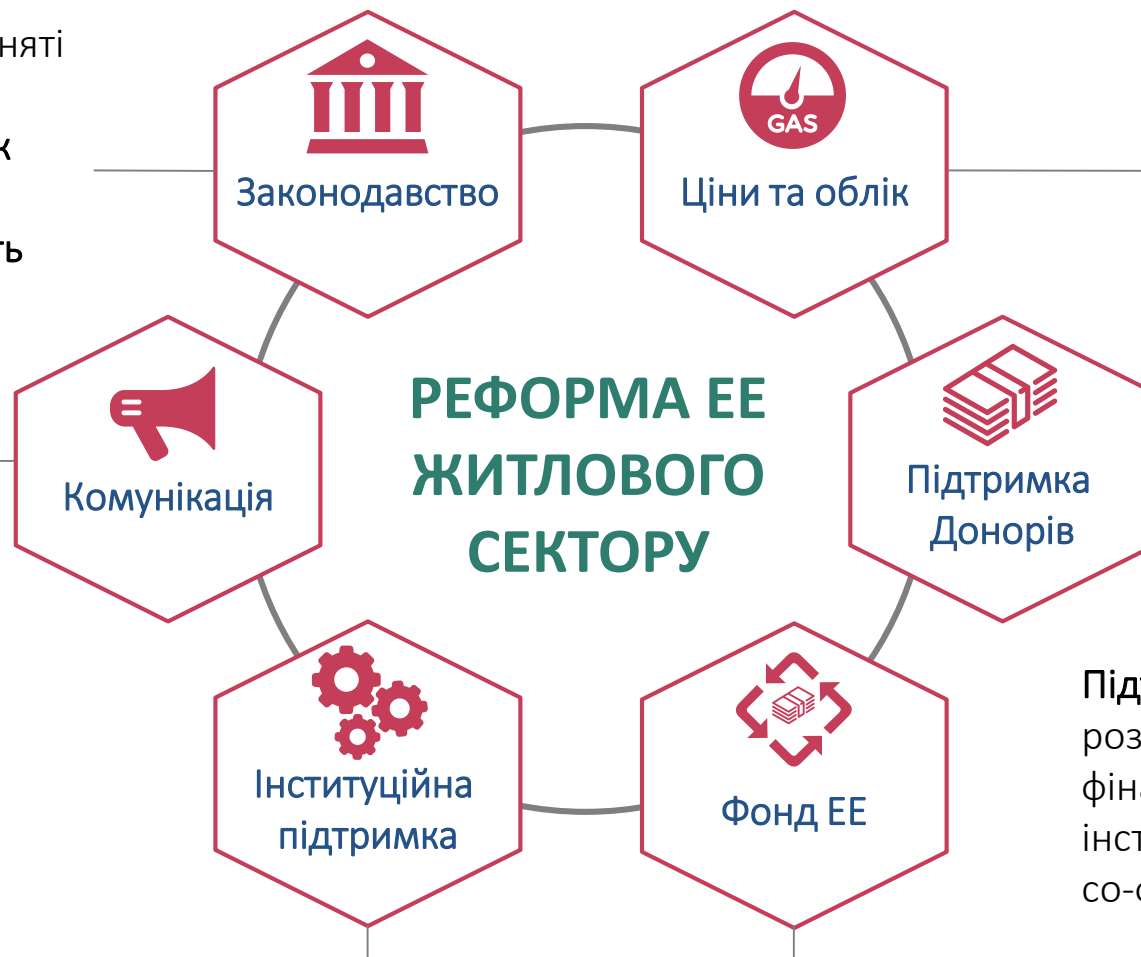 Законодавство
GAS
Ціни та облік
Комунікація
РЕФОРМА ЕЕ
ЖИТЛОВОГО
СЕКТОРУ
Підтримка
Донорів
Інституційна
підтримка
Фонд ЕЕ